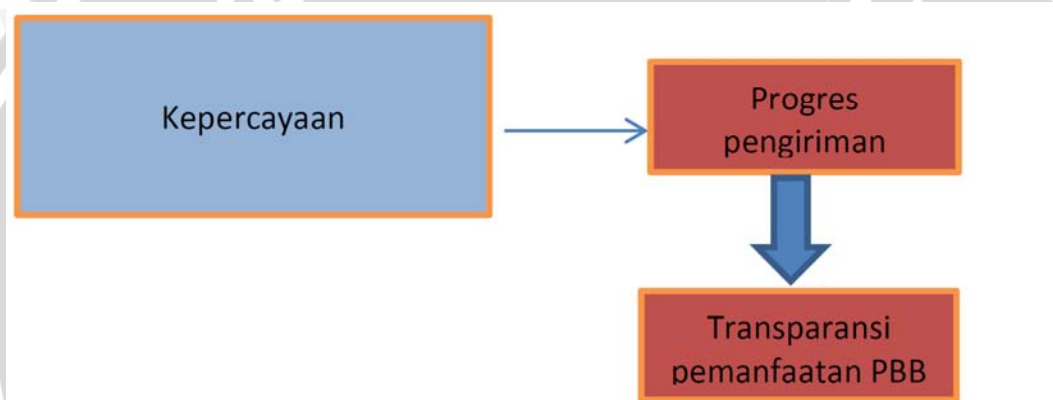 Kepercayaan
Progres
pengiriman
Transparansi
pemanfaatan PBB